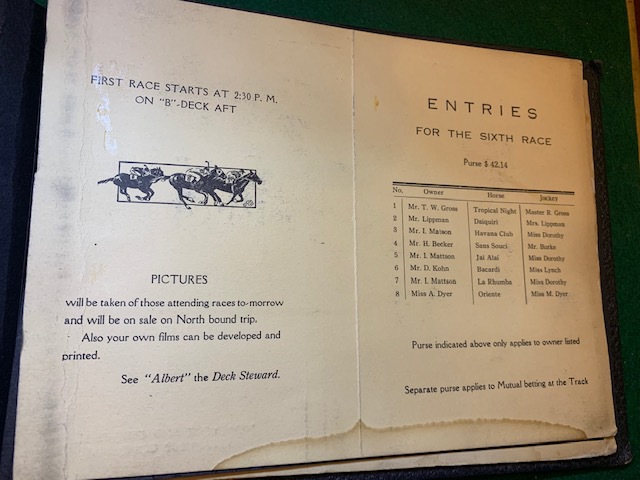 FIRST RACE STARTS AT 2:30 P. M.
ON "B"-DECK AFT
PICTURES
will be taken of those attending races to-morrow
and will be on sale on North bound trip.
Also your own films can be developed and
printed.
See "Albert" the Deck Steward.
ENTRIES
FOR THE SIXTH RACE
Purse $ 42.14
No. Owner Horse Jockey
1 Mr. T. W. Gross Tropical Night Master R. Gross
2 Mr. Lippman Daiquiri Mrs. Lippman
3 Mr. I. Matson Havana Club Miss Dorothy
4 Mr. H. Becker Sans Souci Mr. Burke
5 Mr. I. Mattson Jai Alai Miss Dorothy
6 Mr. D. Kohn Bacardi Miss Lynch
7 Mr. I. Mattson La Rhumba Miss Dorothy
8 Miss A. Dyer Oriente Miss M. Dyer
Purse indicated above only applies to owner listed
Separate purse applies to Mutual betting at the Track